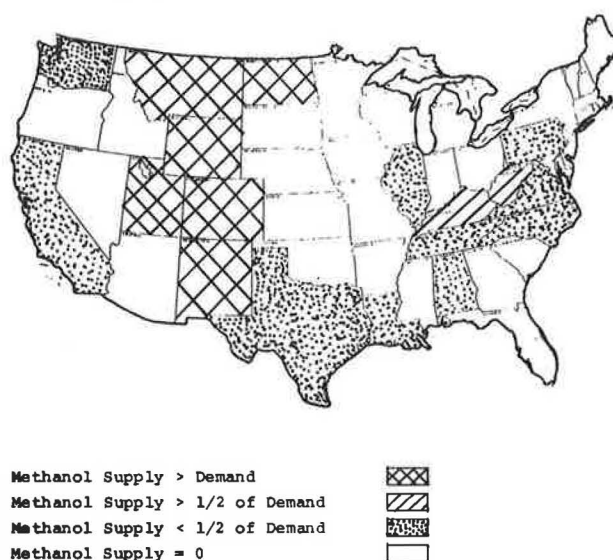 Methanol Supply > Demand
Methanol Supply > 1/2 of Demand
Methanol Supply < 1/2 of Demand
Methanol Supply = 0